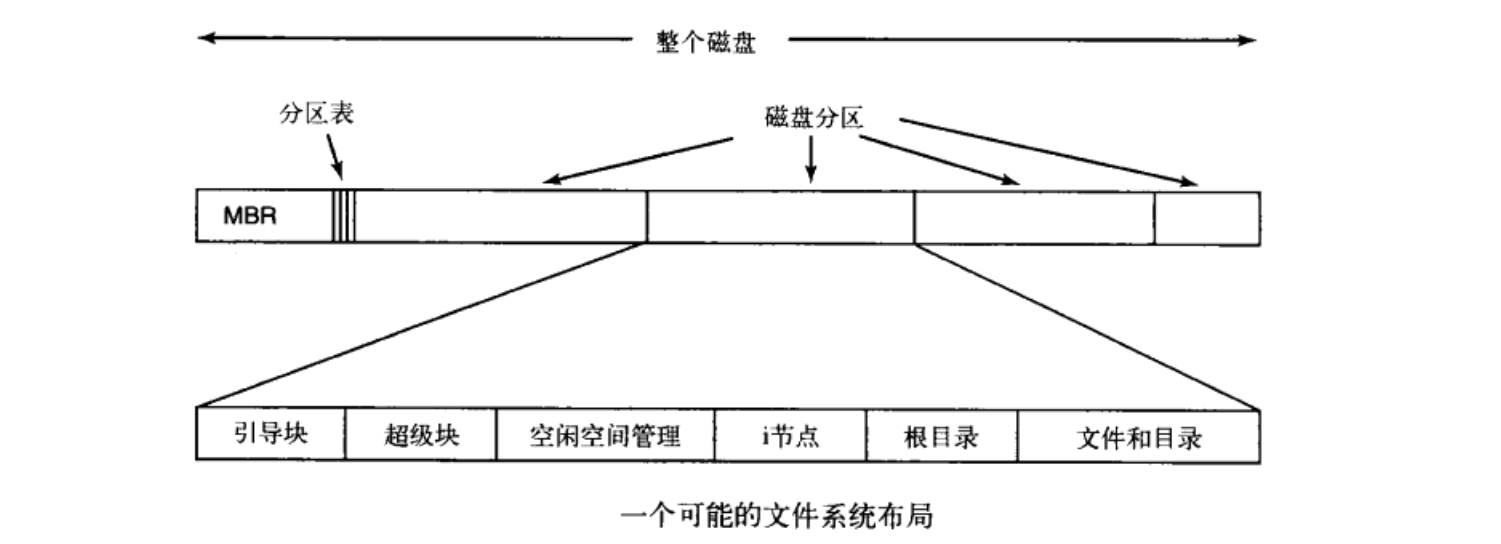 整个磁盘
分区表
磁盘分区
MBR
引导块 超级块 空闲空间管理 i节点 根目录 文件和目录
一个可能的文件系统布局